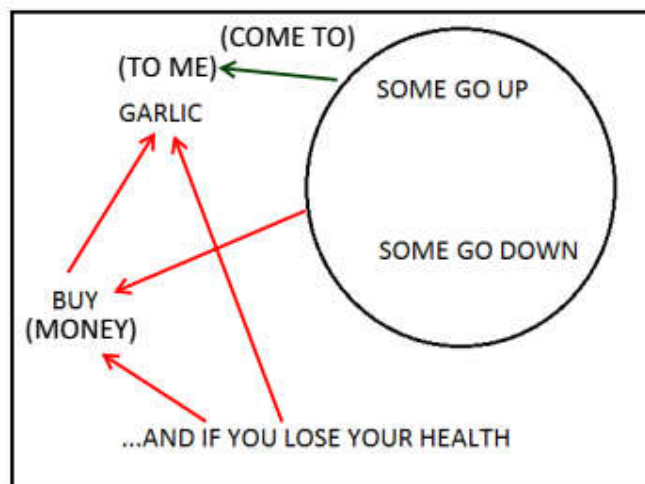 (COME TO)
(TO ME)
SOME GO UP
GARLIC
SOME GO DOWN
BUY
(MONEY)
...AND IF YOU LOSE YOUR HEALTH